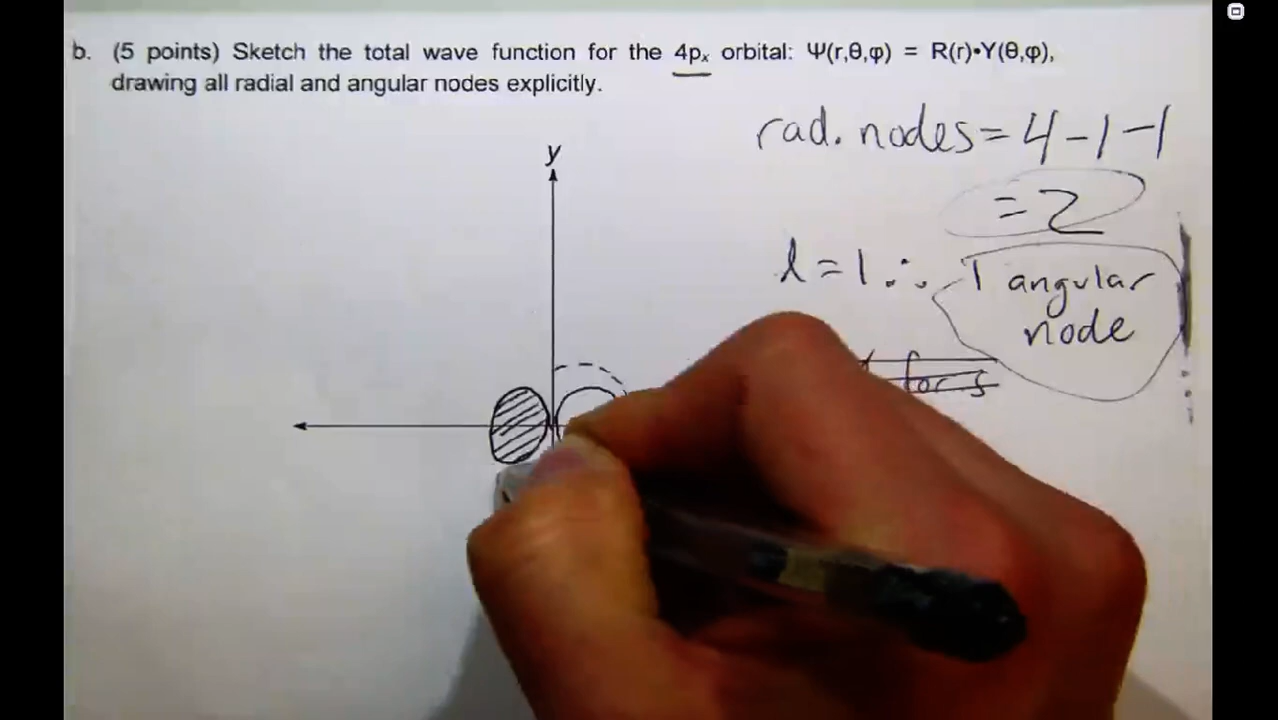 b. (5 points) Sketch the total wave function for the 4pₓ orbital: Ψ(r,θ,φ) = R(r)•Y(θ,φ),
drawing all radial and angular nodes explicitly.
rad. nodes = 4 - 1 - 1
= 2
y
l = 1 ∴ 1 angular
node
for s